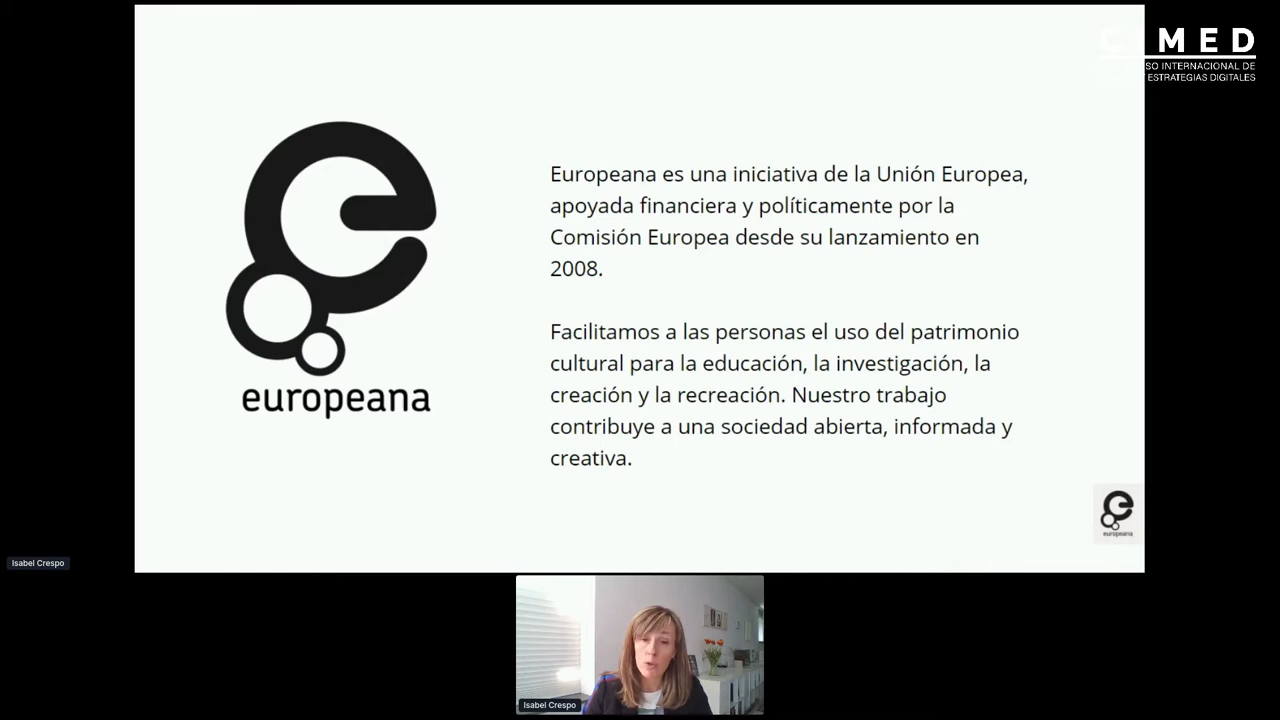 C MED
SO INTERNACIONAL DE
ESTRATEGIAS DIGITALES
europeana
Europeana es una iniciativa de la Unión Europea,
apoyada financiera y políticamente por la
Comisión Europea desde su lanzamiento en
2008.
Facilitamos a las personas el uso del patrimonio
cultural para la educación, la investigación, la
creación y la recreación. Nuestro trabajo
contribuye a una sociedad abierta, informada y
creativa.
europeana
Isabel Crespo
Isabel Crespo